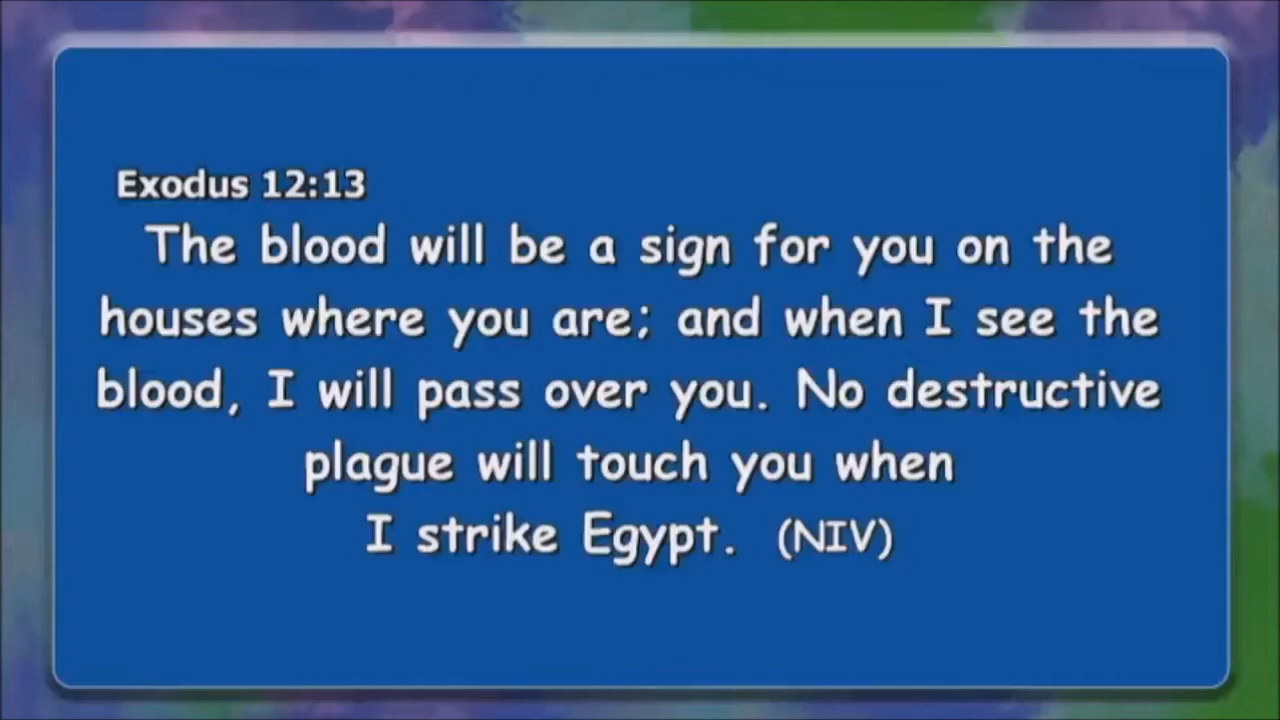 Exodus 12:13
The blood will be a sign for you on the
houses where you are; and when I see the
blood, I will pass over you. No destructive
plague will touch you when
I strike Egypt. (NIV)